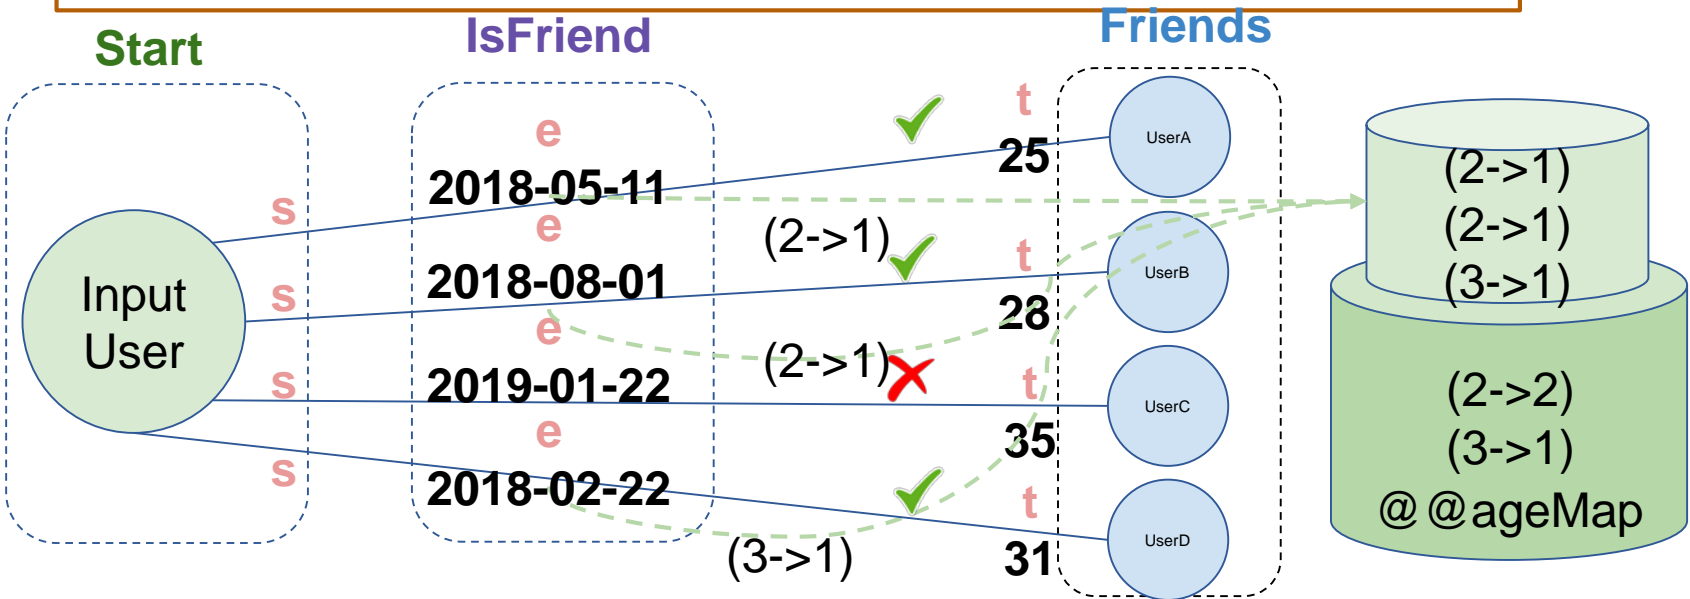 Start
IsFriend
Friends
e
t
25
UserA
2018-05-11
s
e
(2->1)
t
UserB
2018-08-01
28
Input
User
s
e
(2->1)
t
UserC
2019-01-22
35
s
e
2018-02-22
s
(3->1)
t
31
UserD
(2->1)
(2->1)
(3->1)
(2->2)
(3->1)
@@ageMap